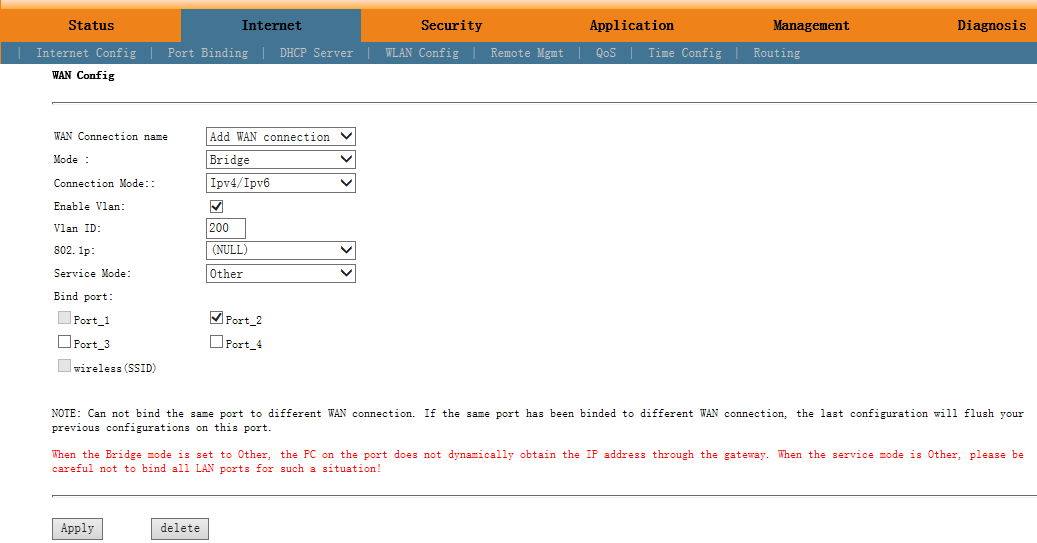 Status Internet Security Application Management Diagnosis
| Internet Config | Port Binding | DHCP Server | WLAN Config | Remote Mgmt | QoS | Time Config | Routing
WAN Config
WAN Connection name Add WAN connection
Mode : Bridge
Connection Mode:: Ipv4/Ipv6
Enable Vlan:
Vlan ID: 200
802.1p: (NULL)
Service Mode: Other
Bind port:
Port_1 Port_2
Port_3 Port_4
wireless(SSID)
NOTE: Can not bind the same port to different WAN connection. If the same port has been binded to different WAN connection, the last configuration will flush your
previous configurations on this port.
When the Bridge mode is set to Other, the PC on the port does not dynamically obtain the IP address through the gateway. When the service mode is Other, please be
careful not to bind all LAN ports for such a situation!
Apply delete